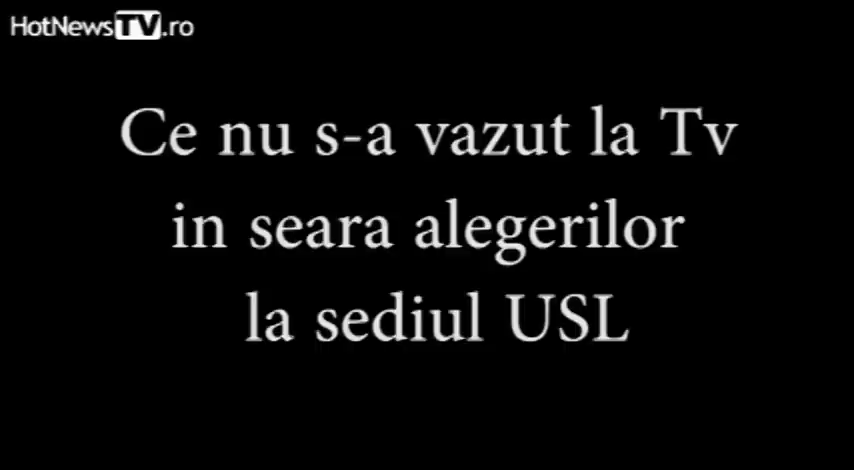 HotNewsTV.ro
Ce nu s-a vazut la Tv
in seara alegerilor
la sediul USL